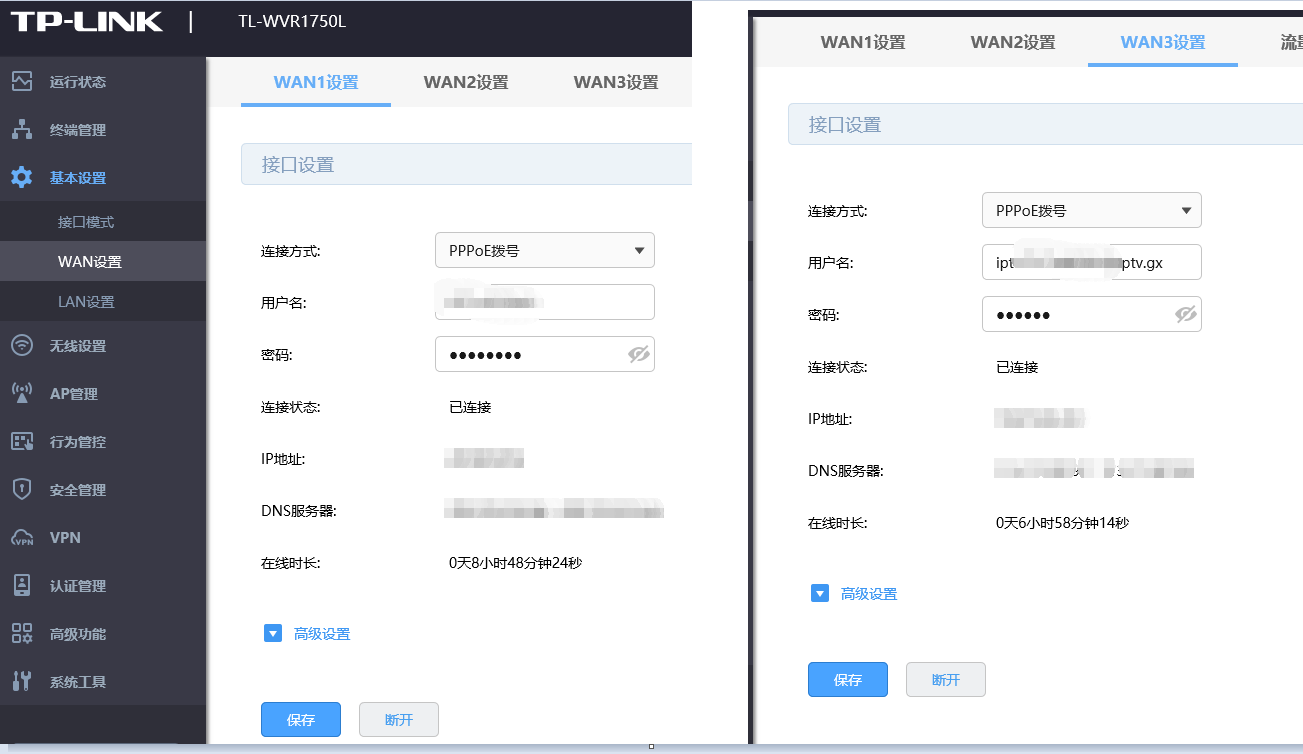 TP-LINK | TL-WVR1750L
运行状态
终端管理
基本设置
接口模式
WAN设置
LAN设置
无线设置
AP管理
行为管控
安全管理
VPN
认证管理
高级功能
系统工具
WAN1设置 WAN2设置 WAN3设置
接口设置
连接方式: PPPoE拨号
用户名:
密码: ●●●●●●●●
连接状态: 已连接
IP地址:
DNS服务器:
在线时长: 0天8小时48分钟24秒
高级设置
保存 断开
WAN1设置 WAN2设置 WAN3设置 流量
接口设置
连接方式: PPPoE拨号
用户名: ipt ptv.gx
密码: ●●●●●●
连接状态: 已连接
IP地址:
DNS服务器:
在线时长: 0天6小时58分钟14秒
高级设置
保存 断开